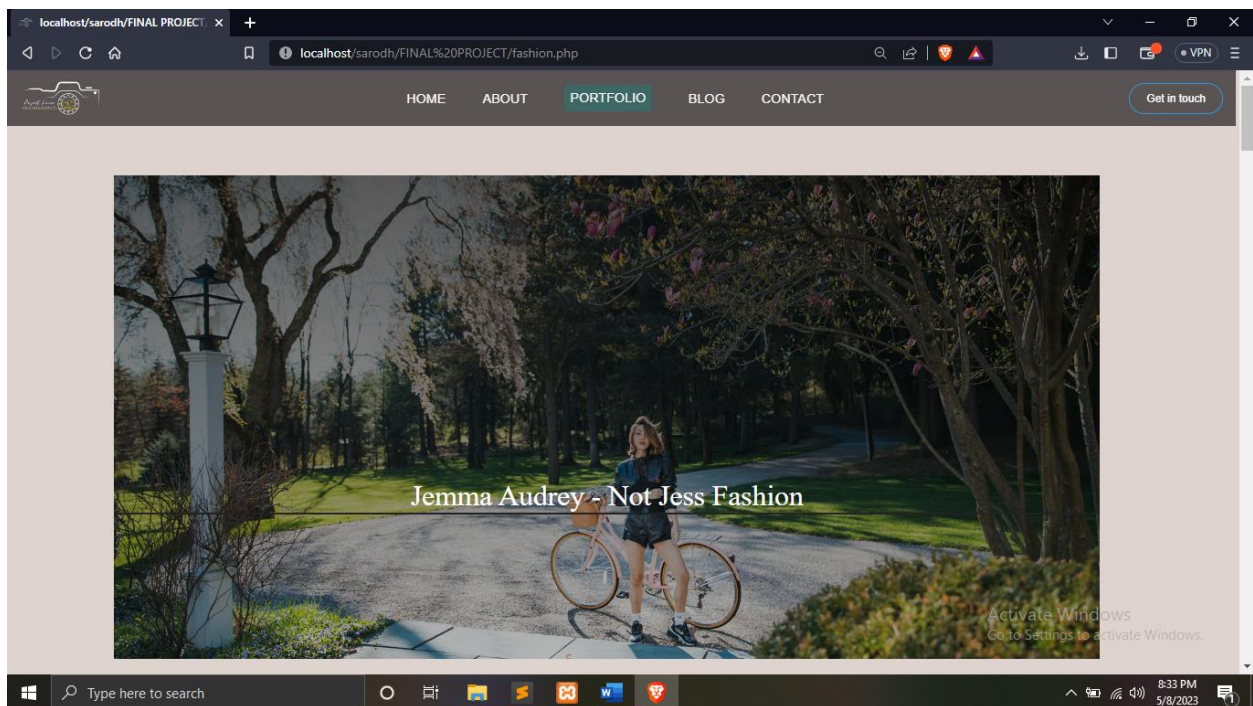 localhost/sarodh/FINAL PROJECT/
localhost/sarodh/FINAL%20PROJECT/fashion.php
VPN
HOME ABOUT PORTFOLIO BLOG CONTACT
Get in touch
Jemma Audrey - Not Jess Fashion
Activate Windows
Go to Settings to activate Windows.
Type here to search
8:33 PM
5/8/2023